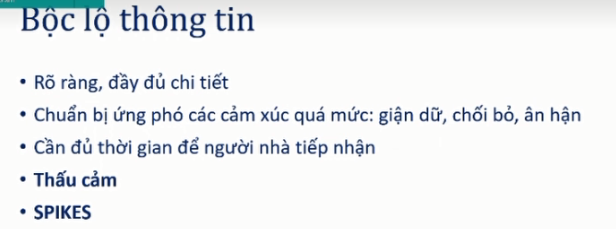 Bộc lộ thông tin
• Rõ ràng, đầy đủ chi tiết
• Chuẩn bị ứng phó các cảm xúc quá mức: giận dữ, chối bỏ, ân hận
• Cần đủ thời gian để người nhà tiếp nhận
• Thấu cảm
• SPIKES